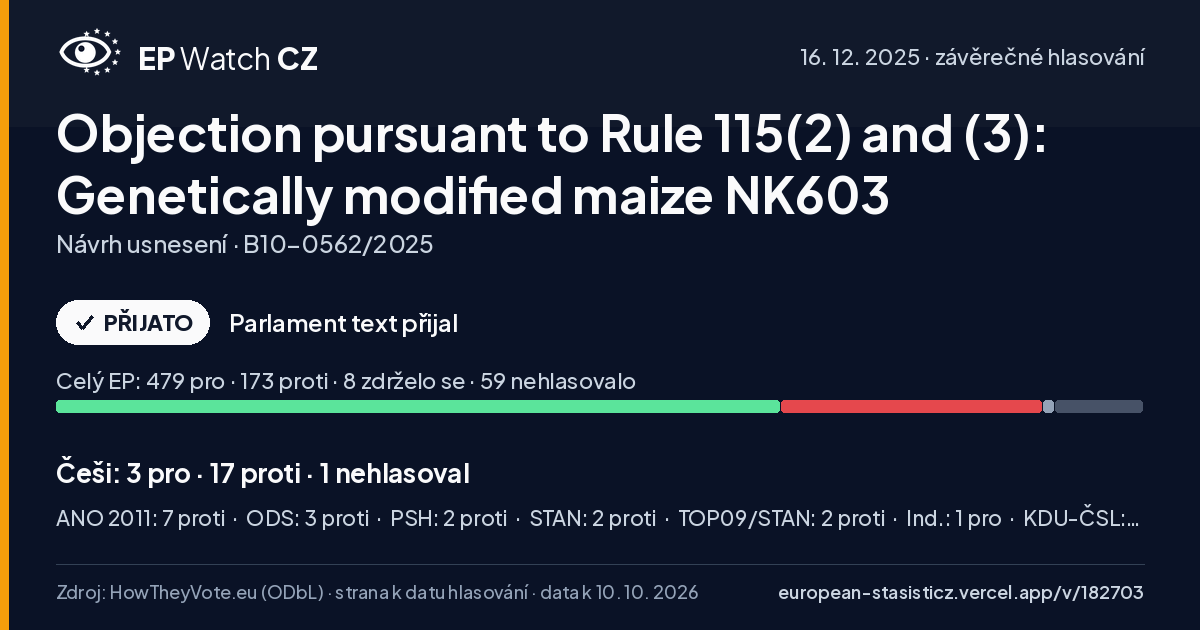 EP Watch CZ
16. 12. 2025 · závěrečné hlasování
Objection pursuant to Rule 115(2) and (3):
Genetically modified maize NK603
Návrh usnesení · B10-0562/2025
✓ PŘIJATO Parlament text přijal
Celý EP: 479 pro · 173 proti · 8 zdrželo se · 59 nehlasovalo
Češi: 3 pro · 17 proti · 1 nehlasoval
ANO 2011: 7 proti · ODS: 3 proti · PSH: 2 proti · STAN: 2 proti · TOP09/STAN: 2 proti · Ind.: 1 pro · KDU-ČSL:…
Zdroj: HowTheyVote.eu (ODbL) · strana k datu hlasování · data k 10. 10. 2026
european-stasisticz.vercel.app/v/182703